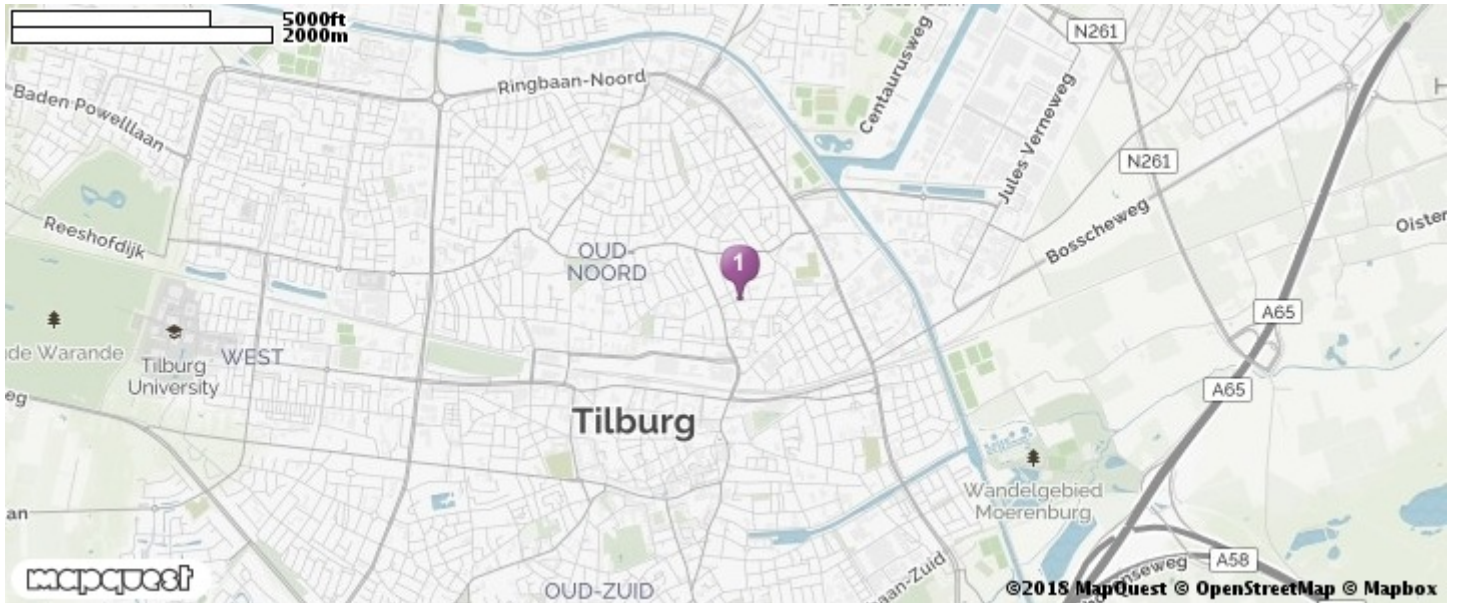 5000ft
2000m
N261
Ringbaan-Noord
Centaurusweg
Baden Powelllaan
Jules Verneweg
N261
Bosscheweg
Oister
Reeshofdijk
OUD-
NOORD
1
A65
de Warande
Tilburg
University
WEST
A65
eg
Tilburg
Wandelgebied
Moerenburg
an
mapquest
OUD-ZUID
aan-Zuid
enseweg
A58
©2018 MapQuest © OpenStreetMap © Mapbox